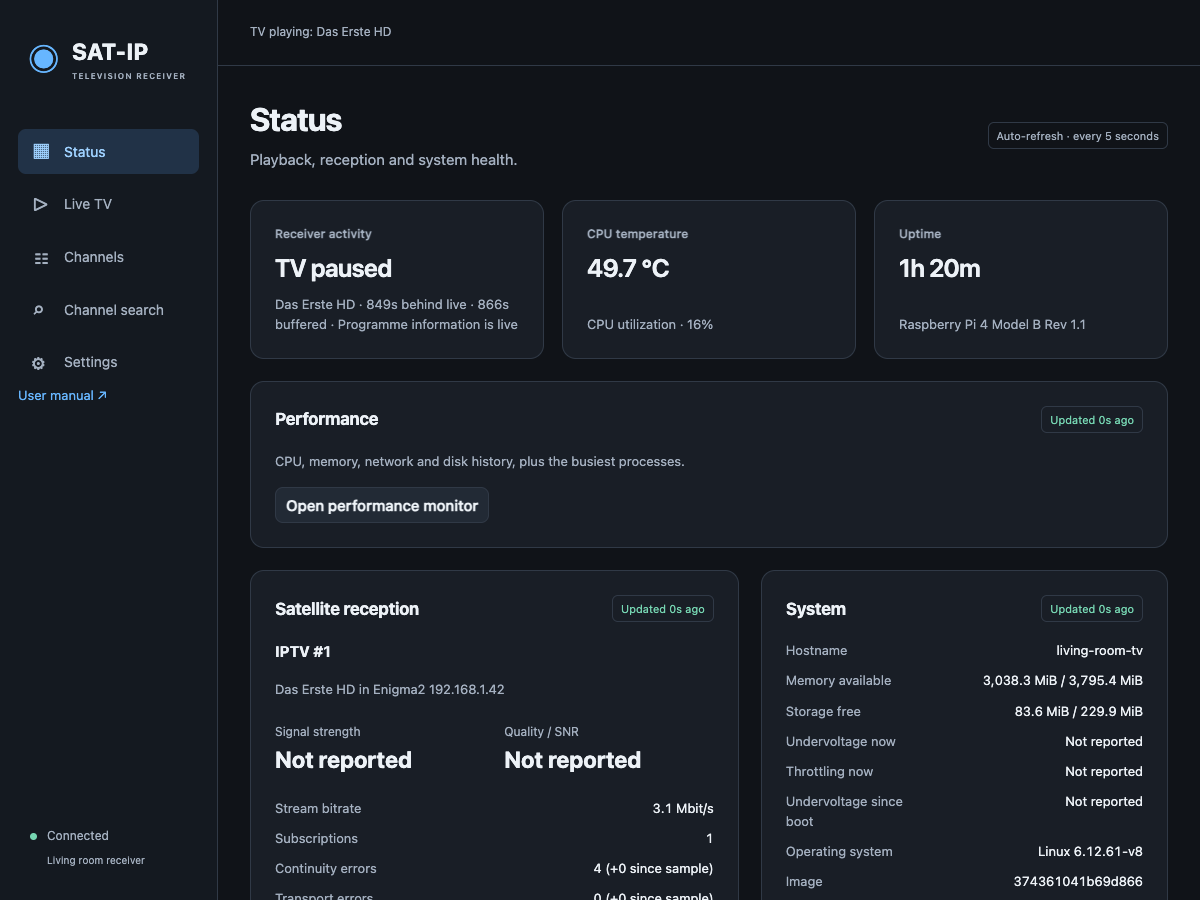 SAT-IP
TELEVISION RECEIVER
Status
Live TV
Channels
Channel search
Settings
User manual ↗
Connected
Living room receiver
TV playing: Das Erste HD
Status
Playback, reception and system health.
Auto-refresh · every 5 seconds
Receiver activity
TV paused
Das Erste HD · 849s behind live · 866s
buffered · Programme information is live
CPU temperature
49.7 °C
CPU utilization · 16%
Uptime
1h 20m
Raspberry Pi 4 Model B Rev 1.1
Performance
Updated 0s ago
CPU, memory, network and disk history, plus the busiest processes.
Open performance monitor
Satellite reception
Updated 0s ago
IPTV #1
Das Erste HD in Enigma2 192.168.1.42
Signal strength
Not reported
Quality / SNR
Not reported
Stream bitrate 3.1 Mbit/s
Subscriptions 1
Continuity errors 4 (+0 since sample)
Transport errors 0 (+0 since sample)
System
Updated 0s ago
Hostname living-room-tv
Memory available 3,038.3 MiB / 3,795.4 MiB
Storage free 83.6 MiB / 229.9 MiB
Undervoltage now Not reported
Throttling now Not reported
Undervoltage since Not reported
boot
Operating system Linux 6.12.61-v8
Image 374361041b69d866